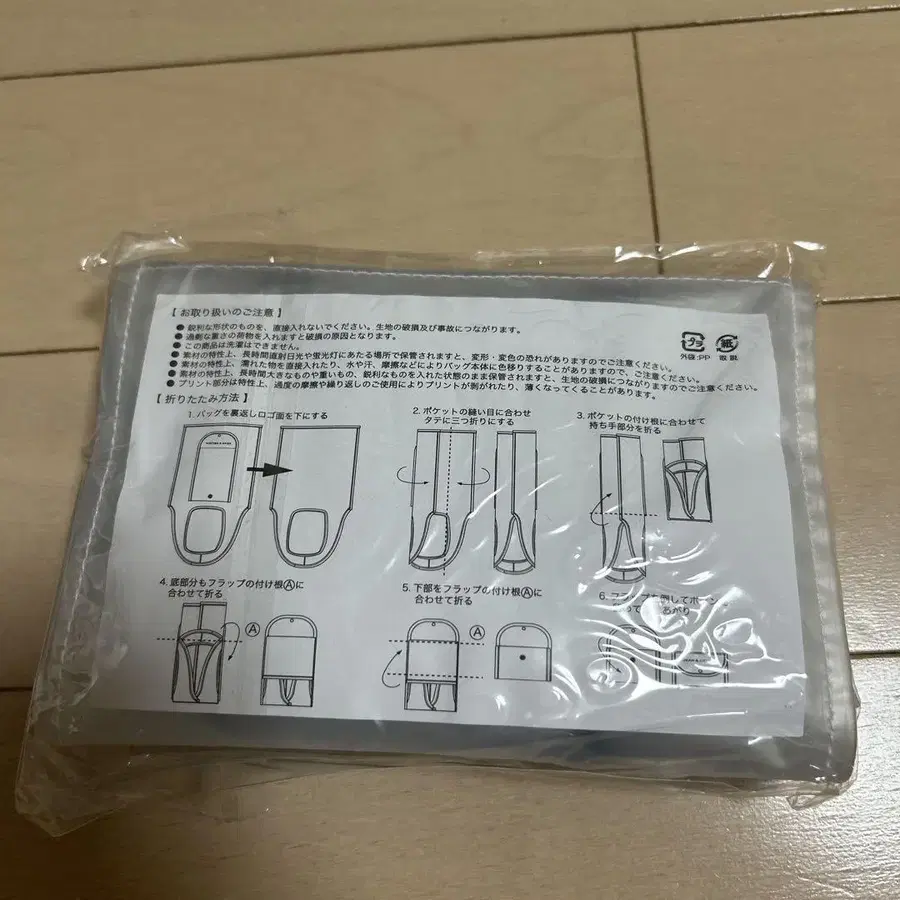 【 お取り扱いのご注意 】
● 鋭利な形状のものを、直接入れないでください。生地の破損及び事故につながります。
● 過剰な重さの荷物を入れますと破損の原因となります。
● この商品は洗濯はできません。
● 素材の特性上、長時間直射日光や蛍光灯にあたる場所で保管されますと、変形・変色の恐れがありますのでご注意ください。
● 素材の特性上、濡れた物を直接入れたり、水や汗、摩擦などによりバッグ本体に色移りすることがありますので、ご注意ください。
● 素材の特性上、長時間大きなものや重いもの、鋭利なものを入れた状態のまま保管されますと、生地の破損につながりますのでご注意ください。
● プリント部分は特性上、過度の摩擦や繰り返しのご使用によりプリントが剥がれたり、薄くなってくることがあります。
プラ
外袋:PP
紙
取説
【 折りたたみ方法 】
1. バッグを裏返しロゴ面を下にする
2. ポケットの縫い目に合わせ
タテに三つ折りにする
3. ポケットの付け根に合わせて
持ち手部分を折る
4. 底部分もフラップの付け根Ⓐに
合わせて折る
Ⓐ
5. 下部をフラップの付け根Ⓐに
合わせて折る
Ⓐ
6. フラップを倒してボ
あがり